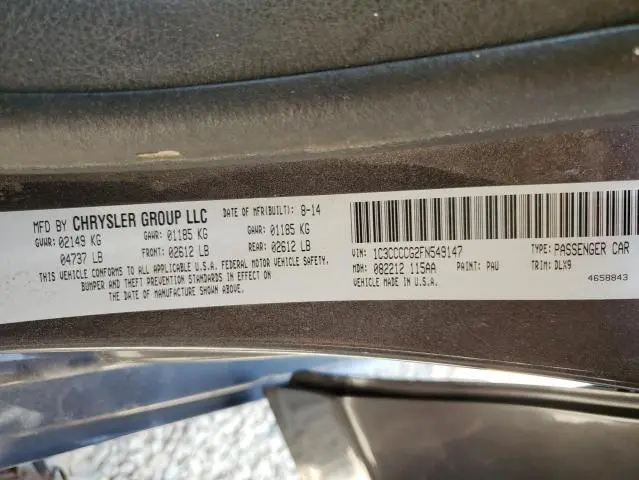 MFD BY CHRYSLER GROUP LLC DATE OF MFR(BUILT): 8-14
GVWR: 02149 KG GAWR: 01185 KG GAWR: 01185 KG
04737 LB FRONT: 02612 LB REAR: 02612 LB
THIS VEHICLE CONFORMS TO ALL APPLICABLE U.S.A. FEDERAL MOTOR VEHICLE SAFETY,
BUMPER AND THEFT PREVENTION STANDARDS IN EFFECT ON
THE DATE OF MANUFACTURE SHOWN ABOVE.
VIN: 1C3CCCCG2FN549147 TYPE: PASSENGER CAR
MDH: 082212 115AA PAINT: PAU TRIM: DLX9
VEHICLE MADE IN U.S.A. 4658843